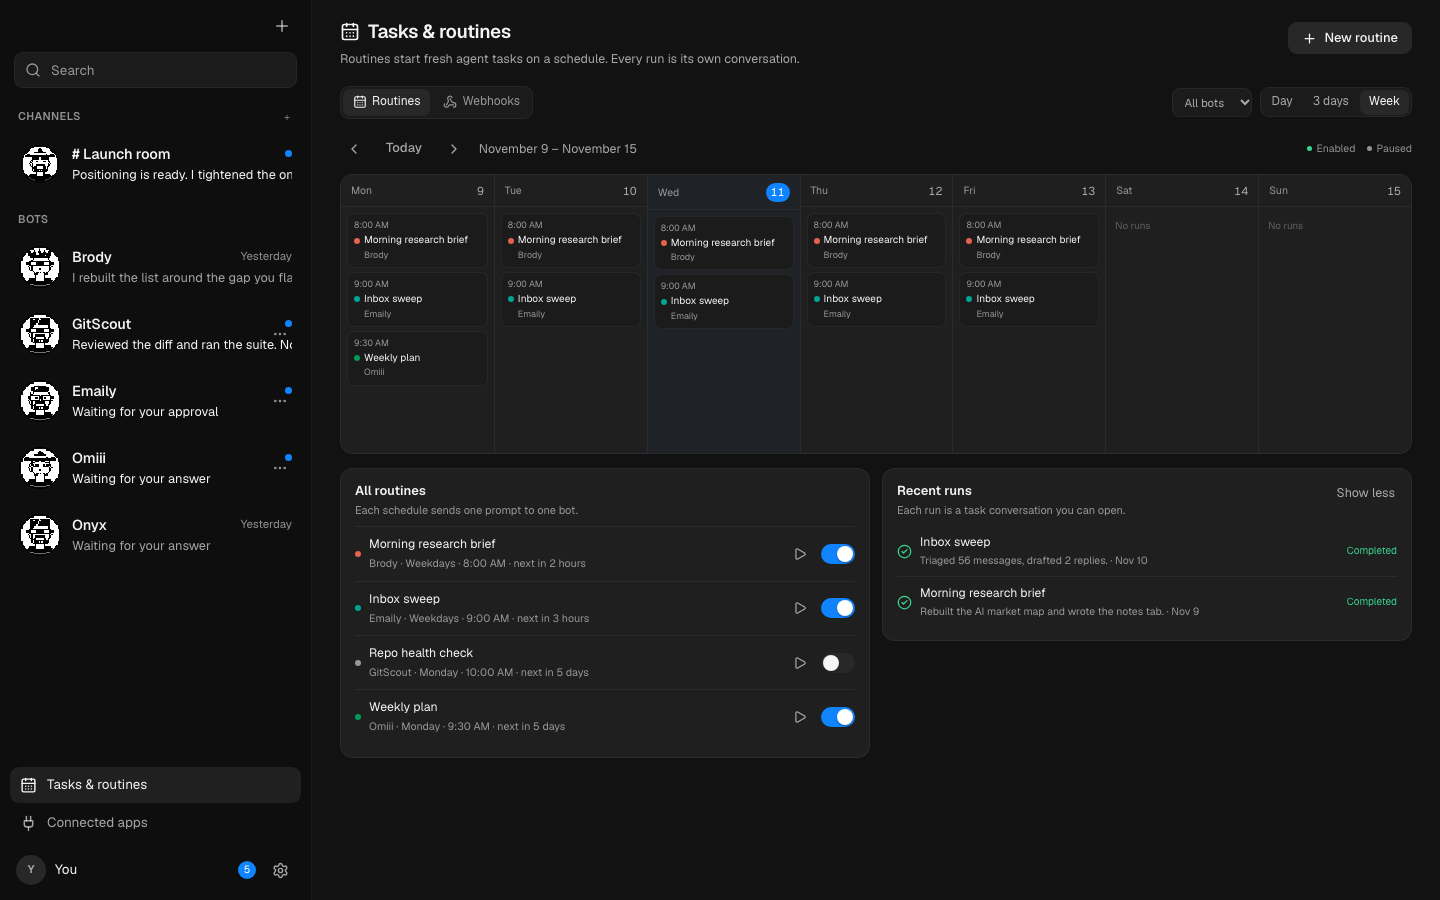 Search
CHANNELS
+
# Launch room
Positioning is ready. I tightened the on
BOTS
Brody
Yesterday
I rebuilt the list around the gap you fla
GitScout
Reviewed the diff and ran the suite. No
Emaily
Waiting for your approval
Omiii
Waiting for your answer
Onyx
Yesterday
Waiting for your answer
Tasks & routines
Connected apps
Y
You
5
Tasks & routines
Routines start fresh agent tasks on a schedule. Every run is its own conversation.
New routine
Routines
Webhooks
All bots
Day
3 days
Week
Today
November 9 – November 15
Enabled
Paused
Mon 9
8:00 AM
Morning research brief
Brody
9:00 AM
Inbox sweep
Emaily
9:30 AM
Weekly plan
Omiii
Tue 10
8:00 AM
Morning research brief
Brody
9:00 AM
Inbox sweep
Emaily
Wed 11
8:00 AM
Morning research brief
Brody
9:00 AM
Inbox sweep
Emaily
Thu 12
8:00 AM
Morning research brief
Brody
9:00 AM
Inbox sweep
Emaily
Fri 13
8:00 AM
Morning research brief
Brody
9:00 AM
Inbox sweep
Emaily
Sat 14
No runs
Sun 15
No runs
All routines
Each schedule sends one prompt to one bot.
Morning research brief
Brody · Weekdays · 8:00 AM · next in 2 hours
Inbox sweep
Emaily · Weekdays · 9:00 AM · next in 3 hours
Repo health check
GitScout · Monday · 10:00 AM · next in 5 days
Weekly plan
Omiii · Monday · 9:30 AM · next in 5 days
Recent runs
Show less
Each run is a task conversation you can open.
Inbox sweep
Triaged 56 messages, drafted 2 replies. · Nov 10
Completed
Morning research brief
Rebuilt the AI market map and wrote the notes tab. · Nov 9
Completed